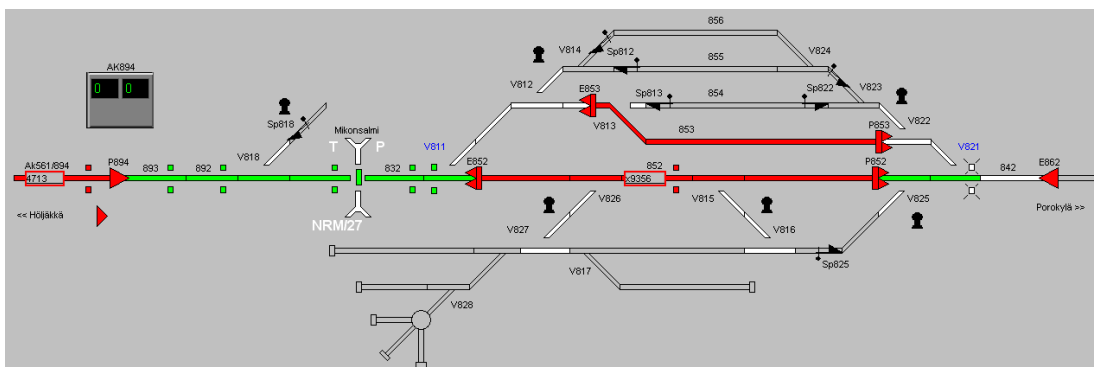 856
V814
Sp812
V824
AK894
855
0 0
V812
E853
Sp813
854
Sp822
V823
Sp818
Mikonsalmi
V813
853
P853
V822
V818
T P
V811
V821
Ak561/894
P894
893
892
832
E852
852
P852
842
E862
4713
x9356
<< Höljäkkä
NRM/27
V826
V815
V825
Porokylä >>
V827
V816
V817
Sp825
V828